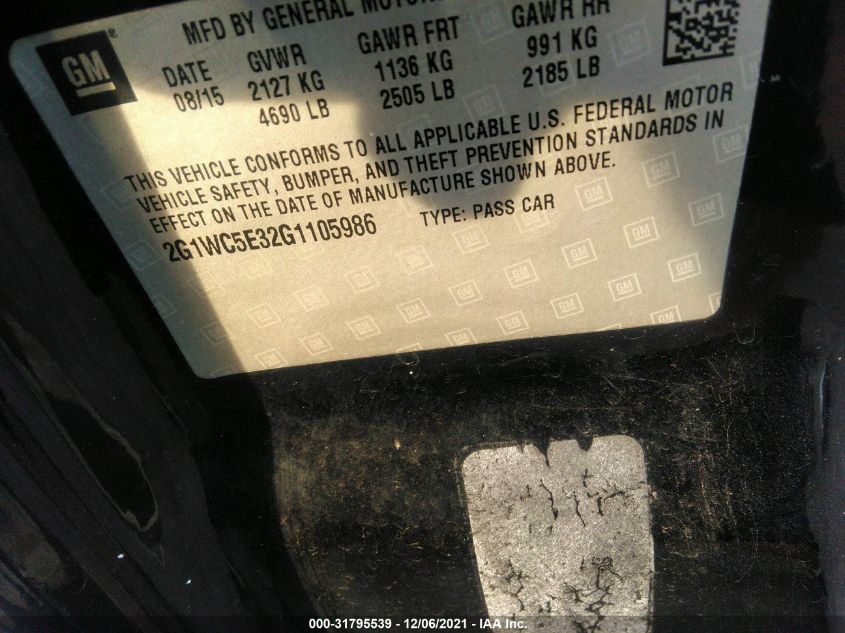 GM
MFD BY GENERAL MOTORS
DATE GVWR GAWR FRT GAWR RR
08/15 2127 KG 1136 KG 991 KG
4690 LB 2505 LB 2185 LB
THIS VEHICLE CONFORMS TO ALL APPLICABLE U.S. FEDERAL MOTOR
VEHICLE SAFETY, BUMPER, AND THEFT PREVENTION STANDARDS IN
EFFECT ON THE DATE OF MANUFACTURE SHOWN ABOVE.
2G1WC5E32G1105986 TYPE: PASS CAR
000-31795539 - 12/06/2021 - IAA Inc.